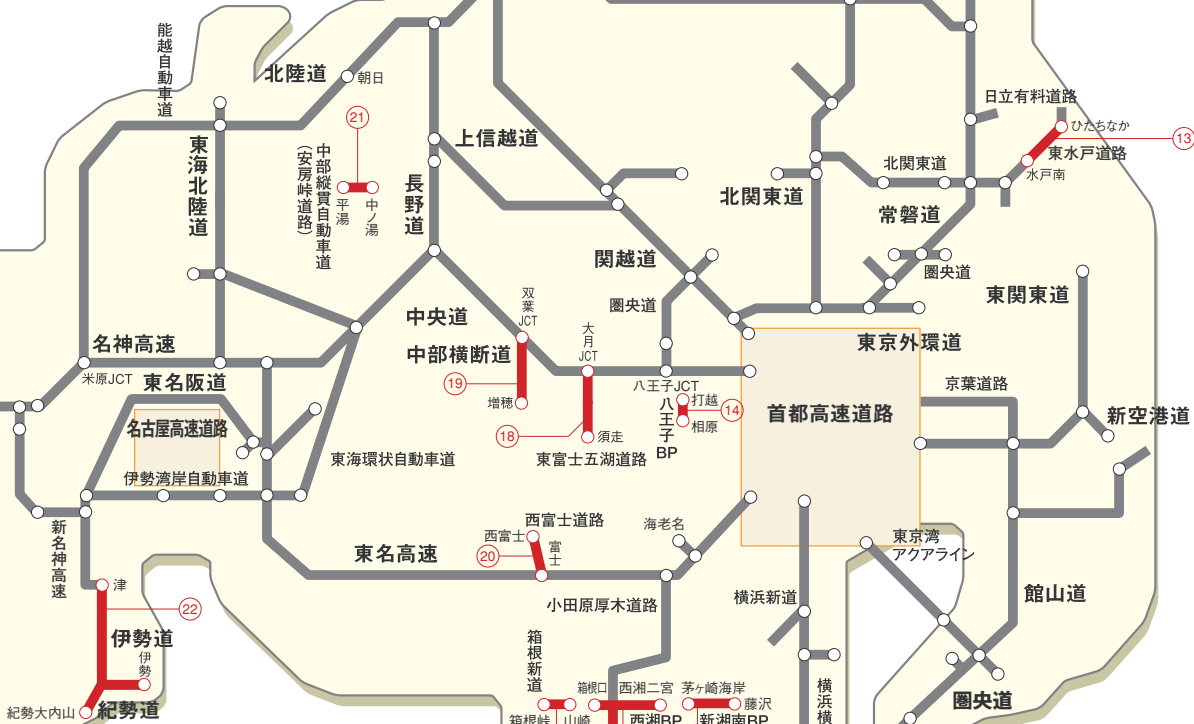 能越自動車道
北陸道
朝日
21
中部縦貫自動車道
(安房峠道路)
平湯
中ノ湯
東海北陸道
上信越道
長野道
北関東道
日立有料道路
ひたちなか
13
東水戸道路
水戸南
北関東道
常磐道
圏央道
関越道
圏央道
東関東道
中央道
双葉JCT
中部横断道
大月JCT
東京外環道
名神高速
米原JCT
東名阪道
19
増穂
八王子JCT
京葉道路
八王子BP
打越
14
相原
首都高速道路
新空港道
名古屋高速道路
18
須走
東富士五湖道路
東海環状自動車道
伊勢湾岸自動車道
新名神高速
西富士道路
西富士
富士
20
海老名
東名高速
東京湾
アクアライン
津
22
伊勢道
伊勢
紀勢大内山
紀勢道
小田原厚木道路
横浜新道
館山道
箱根新道
箱根口
西湘二宮
茅ヶ崎海岸
藤沢
箱根峠
山崎
西湘BP
新湘南BP
横浜横
圏央道